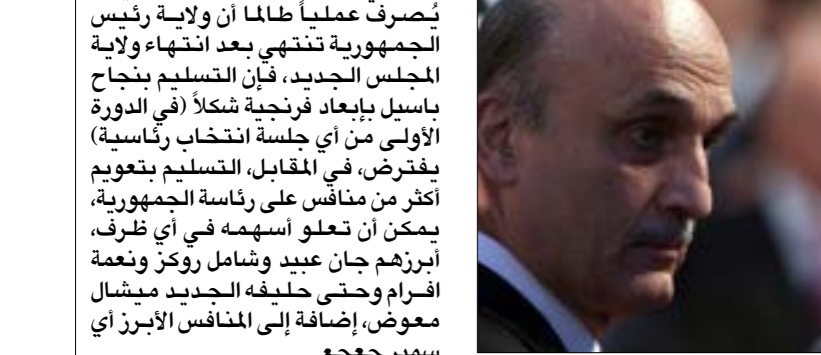 يُصرف عملياً طالما أن ولاية رئيس
الجمهورية تنتهي بعد انتهاء ولاية
المجلس الجديد، فإن التسليم بنجاح
باسيل بإبعاد فرنجية شكلاً (في الدورة
الأولى من أي جلسة انتخاب رئاسية)
يفترض، في المقابل، التسليم بتعويم
أكثر من منافس على رئاسة الجمهورية،
يمكن أن تعلو أسهمه في أي ظرف،
أبرزهم جان عبيد وشامل روكز ونعمة
افرام وحتى حليفه الجديد ميشال
معوض، إضافة إلى المنافس الأبرز أي
سمير جعجع